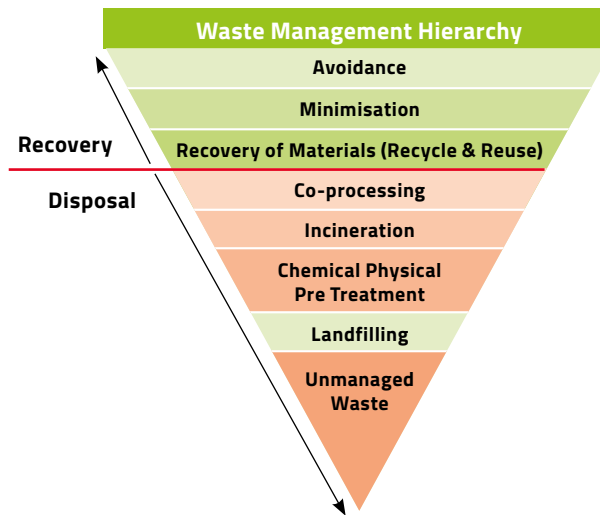 Waste Management Hierarchy
Avoidance
Minimisation
Recovery
Recovery of Materials (Recycle & Reuse)
Disposal
Co-processing
Incineration
Chemical Physical
Pre Treatment
Landfilling
Unmanaged
Waste